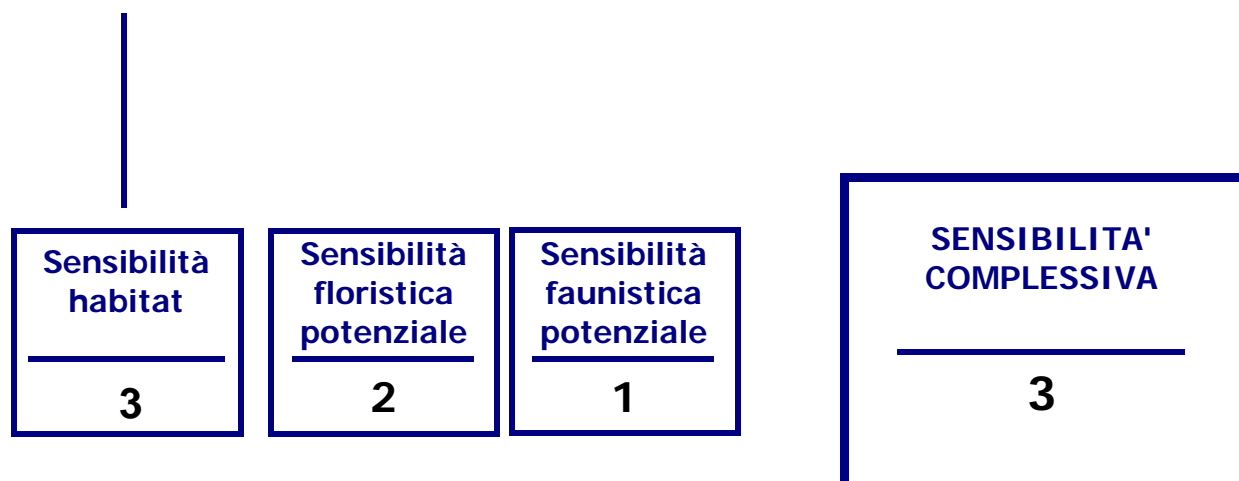 Sensibilità
habitat
3
Sensibilità
floristica
potenziale
2
Sensibilità
faunistica
potenziale
1
SENSIBILITA'
COMPLESSIVA
3